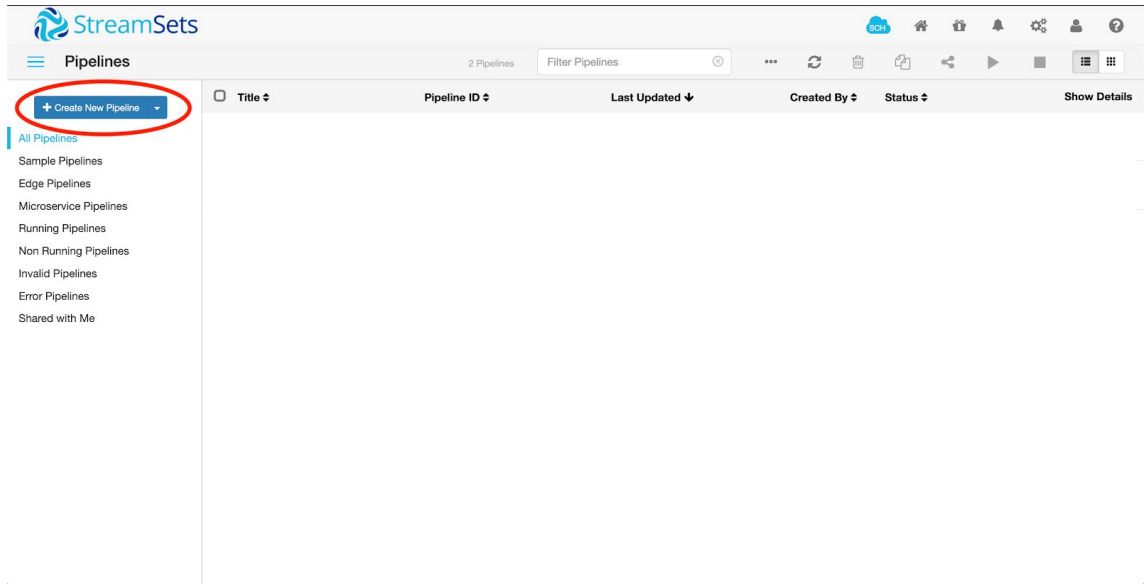 StreamSets
SCH
Pipelines
2 Pipelines
Filter Pipelines
+ Create New Pipeline
Title
Pipeline ID
Last Updated
Created By
Status
Show Details
All Pipelines
Sample Pipelines
Edge Pipelines
Microservice Pipelines
Running Pipelines
Non Running Pipelines
Invalid Pipelines
Error Pipelines
Shared with Me